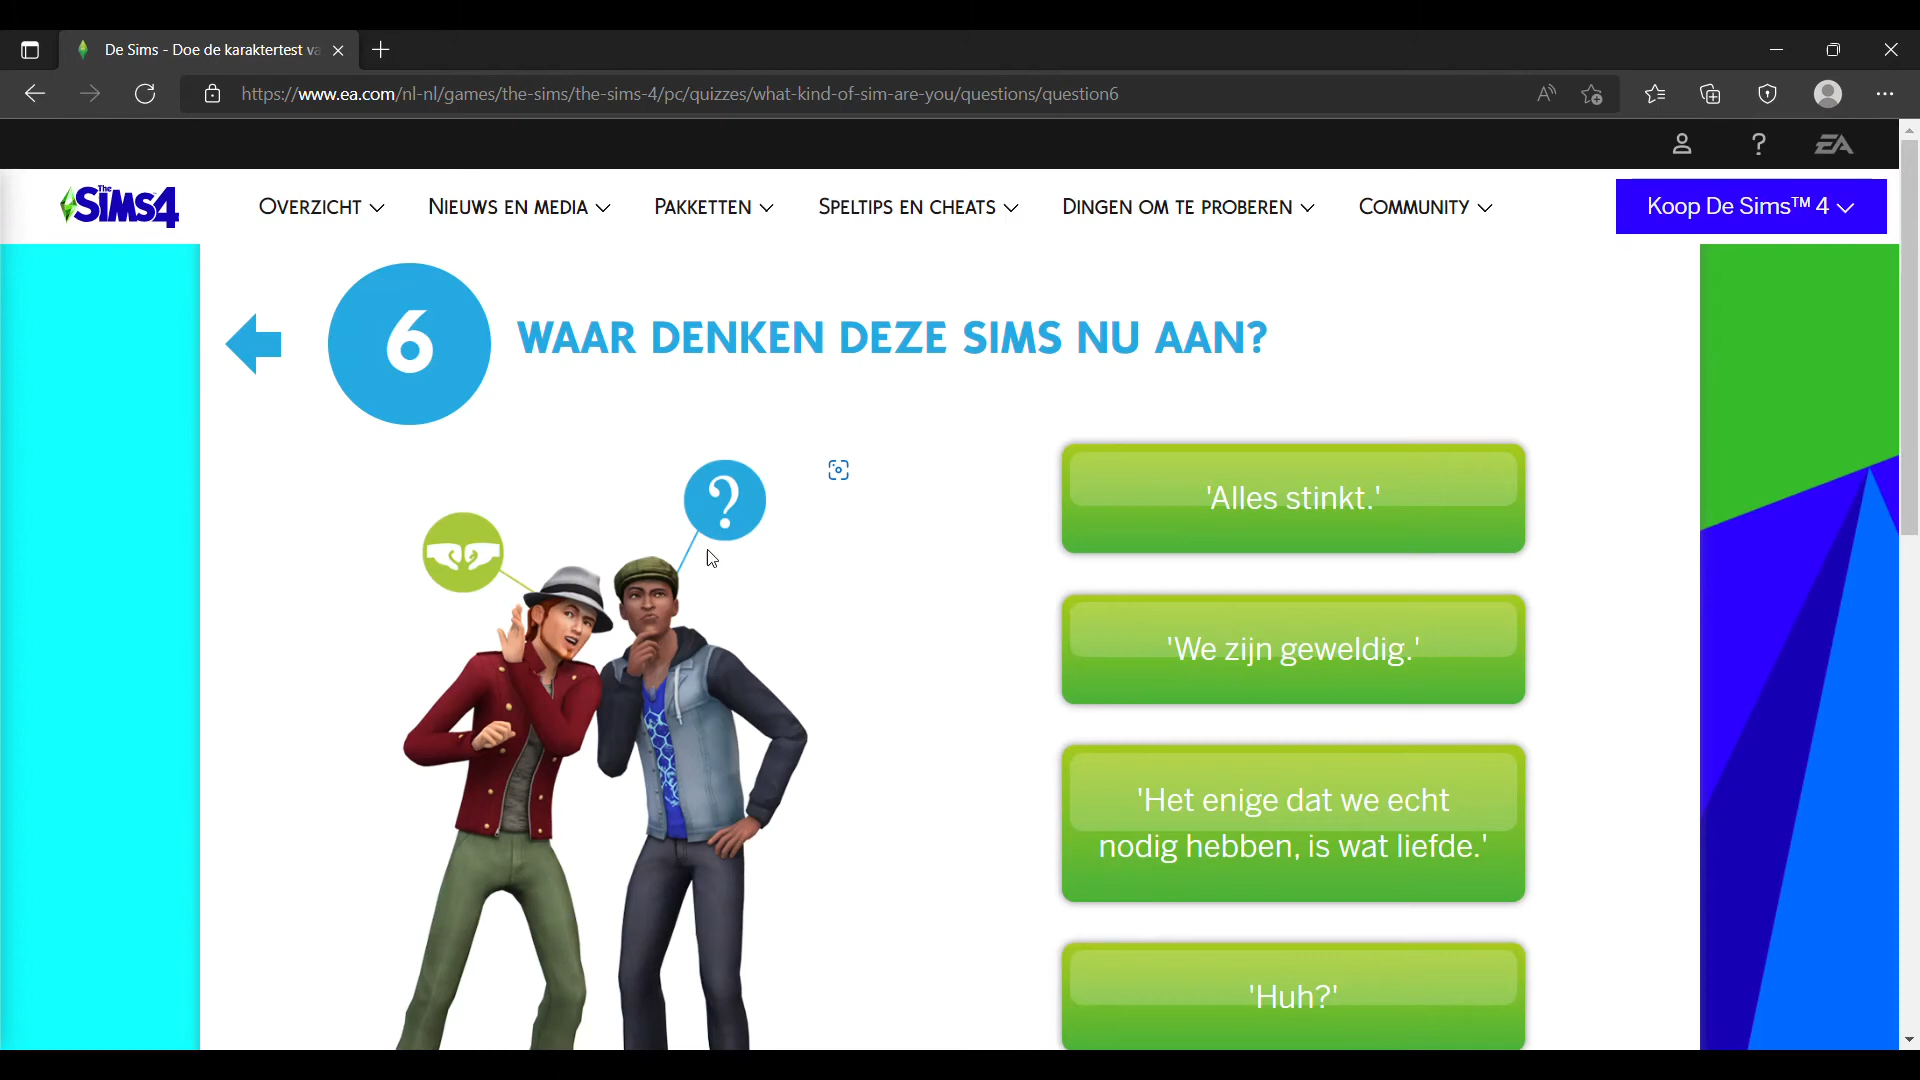 De Sims - Doe de karaktertest va
https://www.ea.com/nl-nl/games/the-sims/the-sims-4/pc/quizzes/what-kind-of-sim-are-you/questions/question6
? EA
The SIMS4
OVERZICHT
NIEUWS EN MEDIA
PAKKETTEN
SPELTIPS EN CHEATS
DINGEN OM TE PROBEREN
COMMUNITY
Koop De Sims™ 4
6
WAAR DENKEN DEZE SIMS NU AAN?
?
'Alles stinkt.'
'We zijn geweldig.'
'Het enige dat we echt
nodig hebben, is wat liefde.'
'Huh?'